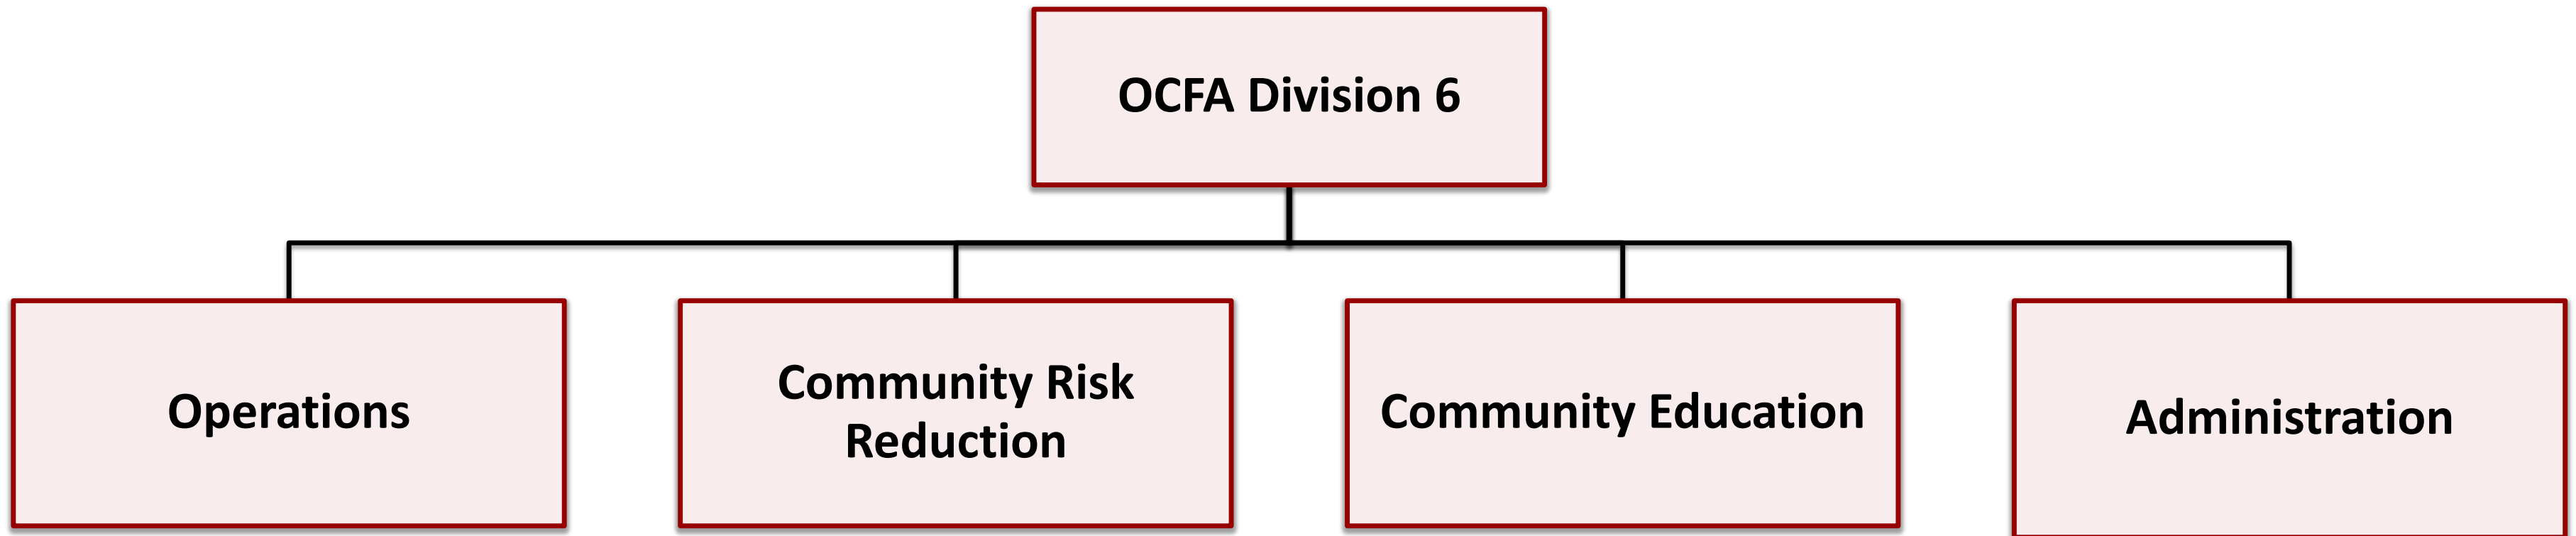 OCFA Division 6
Operations
Community Risk
Reduction
Community Education
Administration